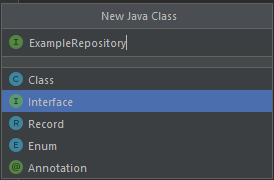 New Java Class
I ExampleRepository
C Class
I Interface
R Record
E Enum
@ Annotation